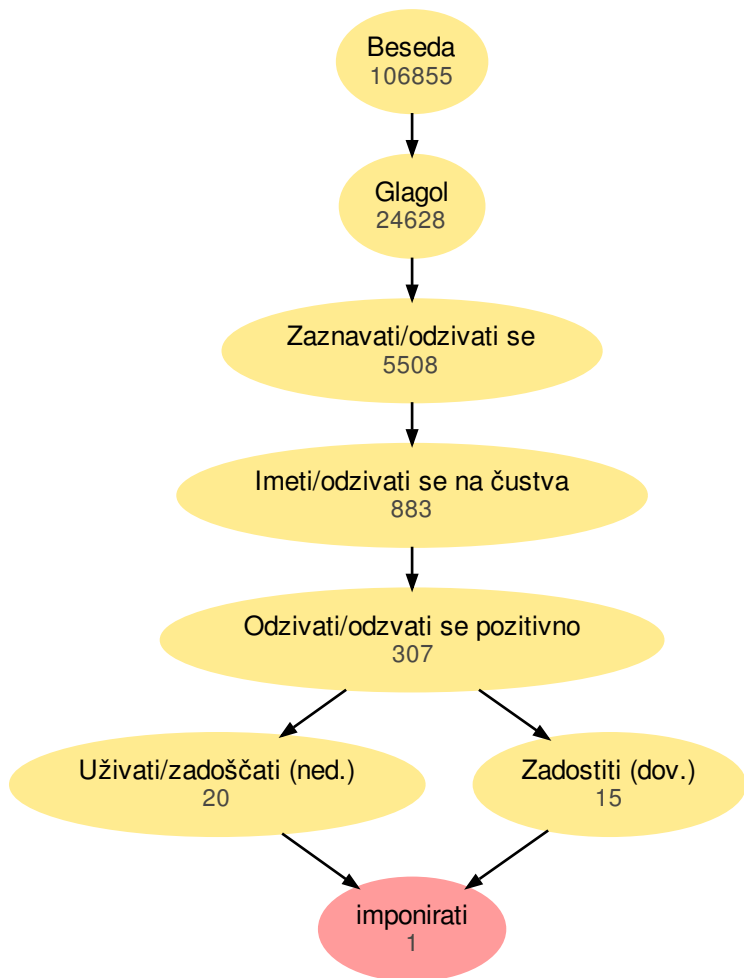 Beseda
106855
Glagol
24628
Zaznavati/odzivati se
5508
Imeti/odzivati se na čustva
883
Odzivati/odzvati se pozitivno
307
Uživati/zadoščati (ned.)
20
Zadostiti (dov.)
15
imponirati
1